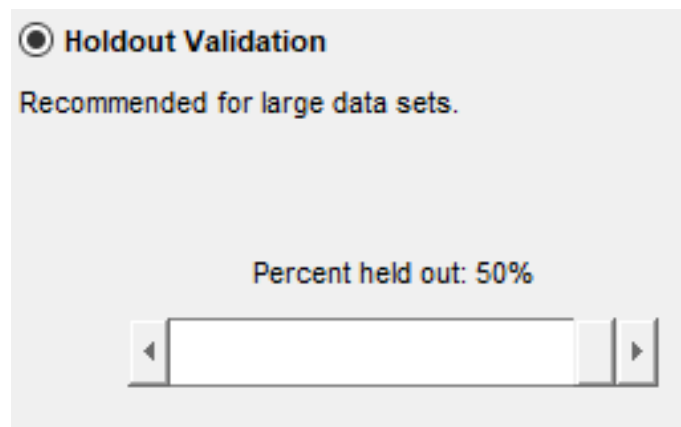 Holdout Validation
Recommended for large data sets.
Percent held out: 50%